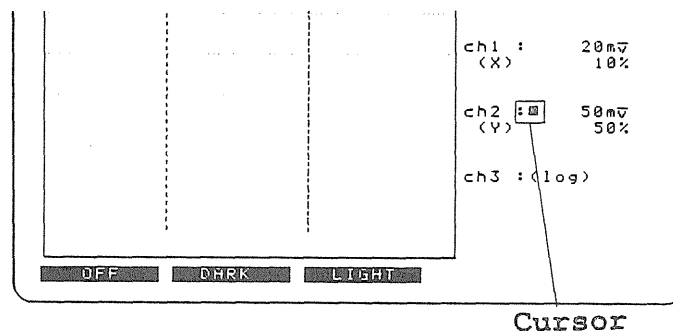 ch1 : 20mv̅
(X) 10%
ch2 : 50mv̅
(Y) 50%
ch3 :(log)
OFF DARK LIGHT
Cursor